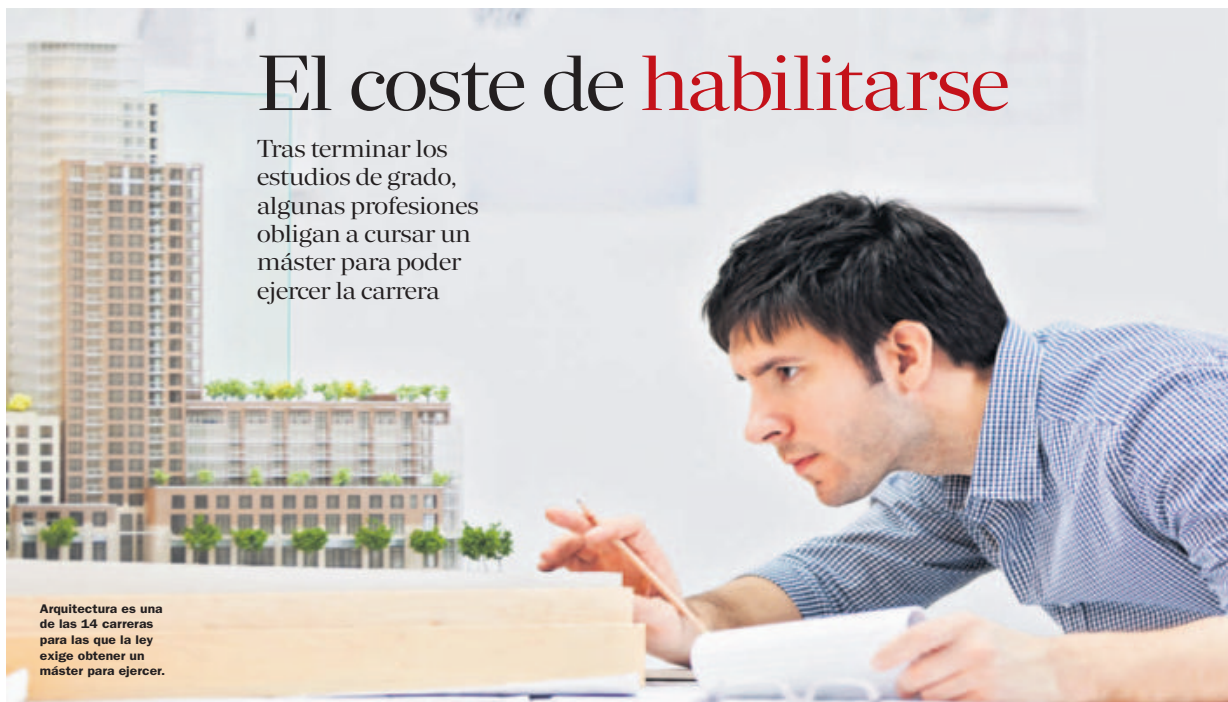 El coste de habilitarse
Tras terminar los
estudios de grado,
algunas profesiones
obligan a cursar un
máster para poder
ejercer la carrera
Arquitectura es una
de las 14 carreras
para las que la ley
exige obtener un
máster para ejercer.